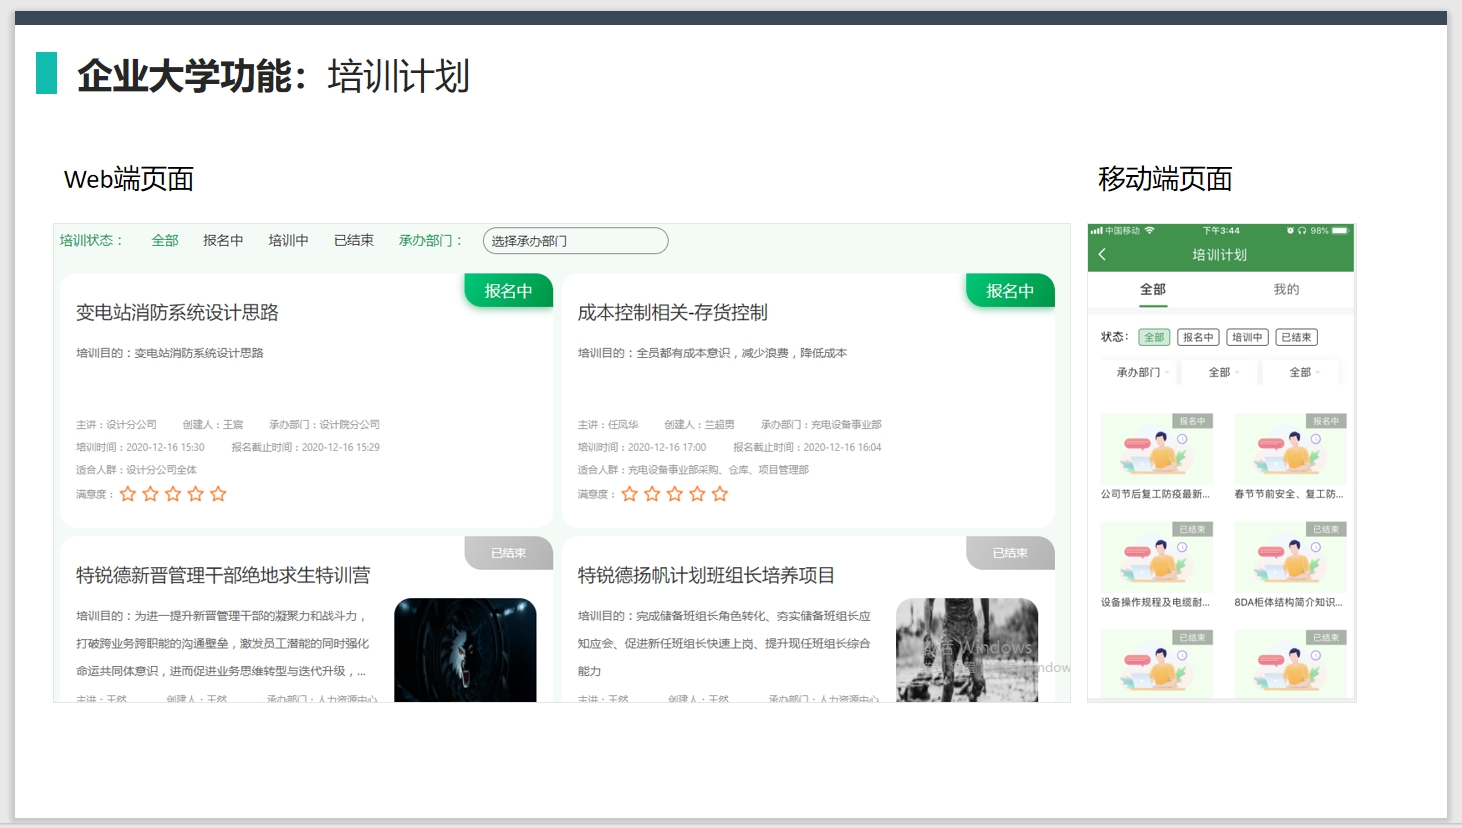 企业大学功能：培训计划
Web端页面
移动端页面
培训状态： 全部 报名中 培训中 已结束 承办部门： 选择承办部门
报名中
变电站消防系统设计思路
培训目的：变电站消防系统设计思路
主讲：设计分公司 创建人：王宸 承办部门：设计院分公司
培训时间：2020-12-16 15:30 报名截止时间：2020-12-16 15:29
适合人群：设计分公司全体
满意度：
报名中
成本控制相关-存货控制
培训目的：全员都有成本意识，减少浪费，降低成本
主讲：任凤华 创建人：兰超男 承办部门：充电设备事业部
培训时间：2020-12-16 17:00 报名截止时间：2020-12-16 16:04
适合人群：充电设备事业部采购、仓库、项目管理部
满意度：
已结束
特锐德新晋管理干部绝地求生特训营
培训目的：为进一步提升新晋管理干部的凝聚力和战斗力，
打破跨业务跨职能的沟通壁垒，激发员工潜能的同时强化
命运共同体意识，进而促进业务思维转型与迭代升级，...
主讲：王然 创建人：王然 承办部门：人力资源中心
已结束
特锐德扬帆计划班组长培养项目
培训目的：完成储备班组长角色转化、夯实储备班组长应
知应会、促进新任班组长快速上岗、提升现任班组长综合
能力
主讲：王然 创建人：王然 承办部门：人力资源中心
Windows
中国移动 下午3:44 98%
培训计划
全部 我的
状态： 全部 报名中 培训中 已结束
承办部门 全部 全部
报名中 报名中
公司节后复工防疫最新... 春节节前安全、复工防...
已结束 已结束
设备操作规程及电缆耐... 8DA柜体结构简介知识...
已结束 已结束